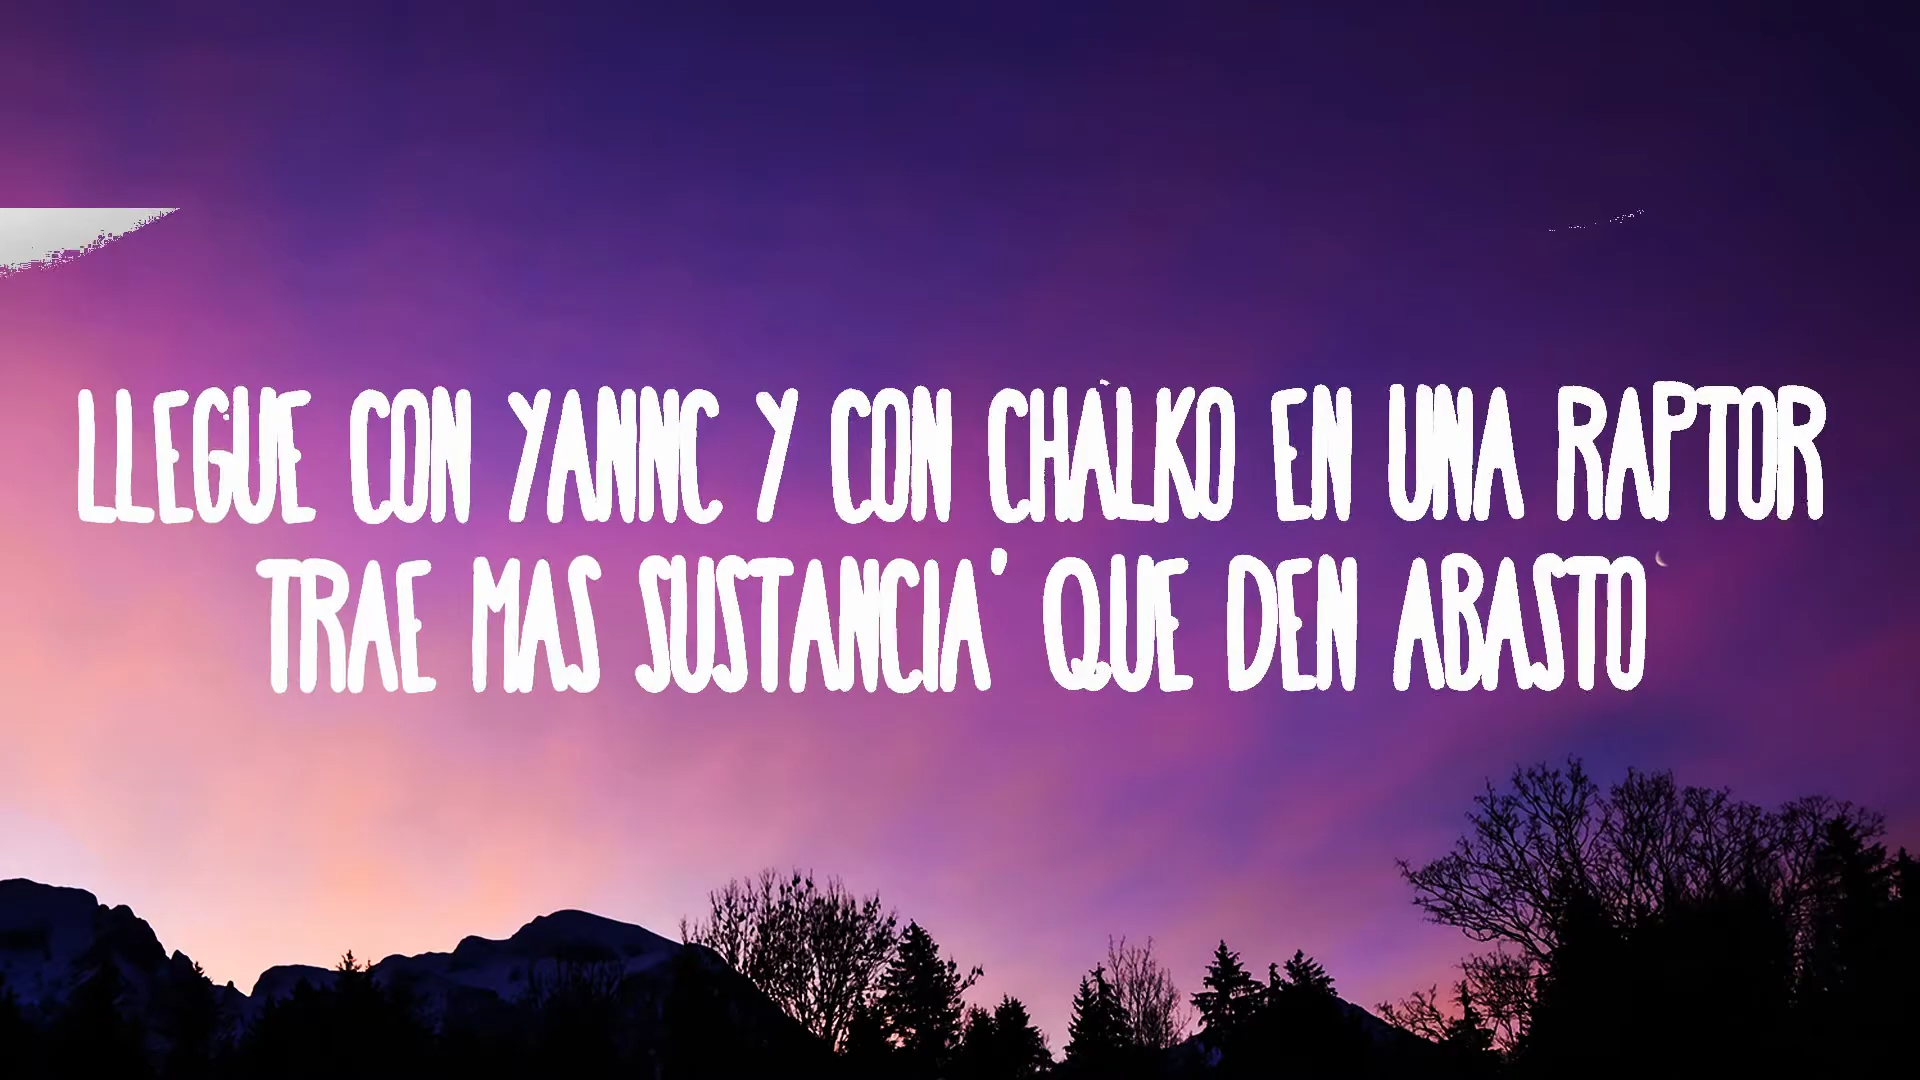 LLEGUE CON YANNC Y CON CHALKO EN UNA RAPTOR
TRAE MAS SUSTANCIA' QUE DEN ABASTO